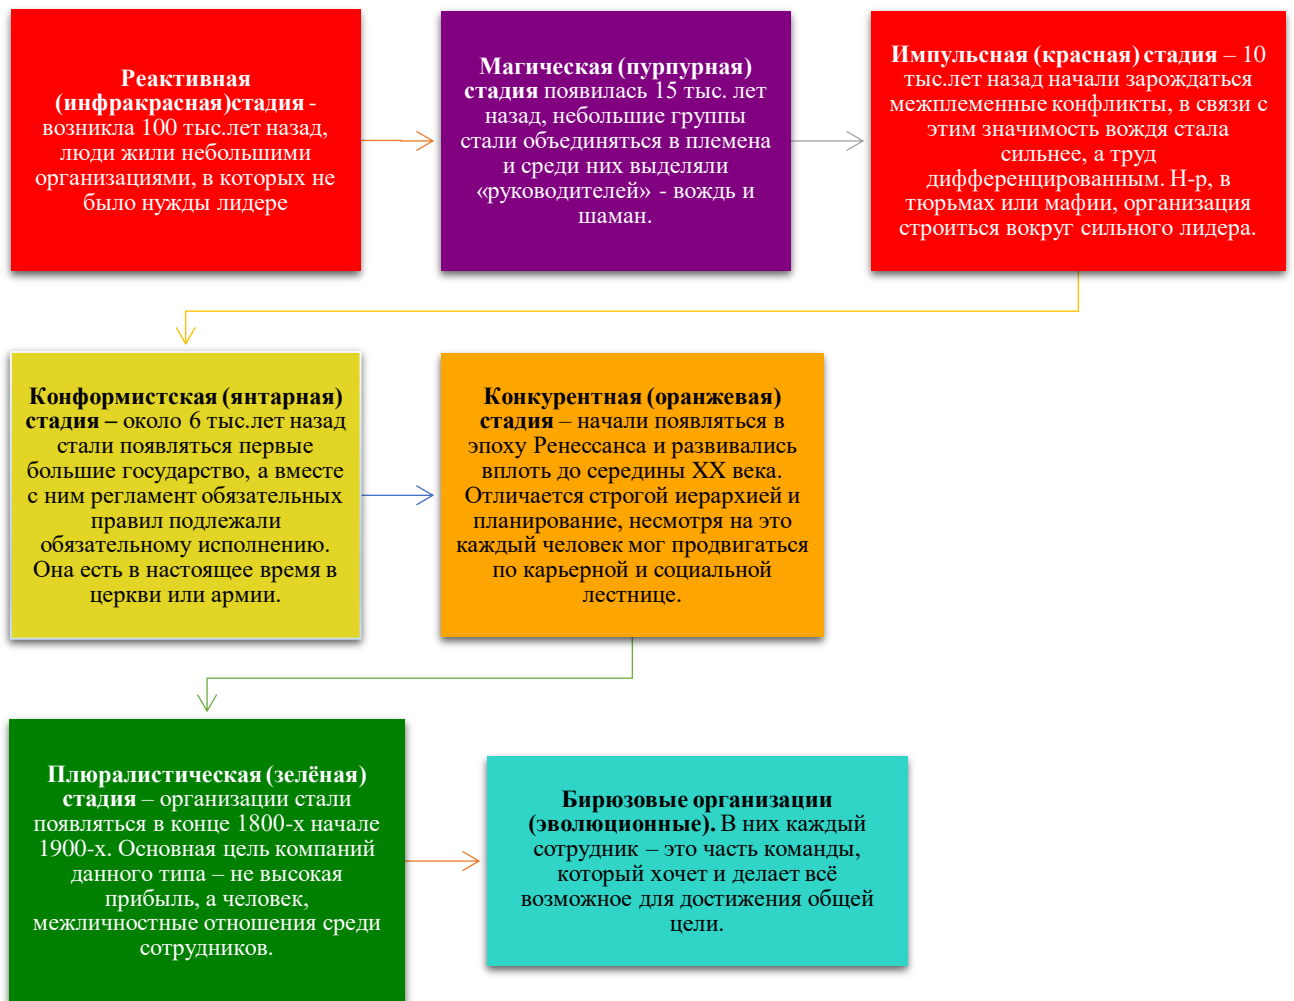 Реактивная
(инфракрасная)стадия -
возникла 100 тыс.лет назад,
люди жили небольшими
организациями, в которых не
было нужды лидере
Магическая (пурпурная)
стадия появилась 15 тыс. лет
назад, небольшие группы
стали объединяться в племена
и среди них выделяли
«руководителей» - вождь и
шаман.
Импульсная (красная) стадия – 10
тыс.лет назад начали зарождаться
межплеменные конфликты, в связи с
этим значимость вождя стала
сильнее, а труд
дифференцированным. Н-р, в
тюрьмах или мафии, организация
строиться вокруг сильного лидера.
Конформистская (янтарная)
стадия – около 6 тыс.лет назад
стали появляться первые
большие государство, а вместе
с ним регламент обязательных
правил подлежали
обязательному исполнению.
Она есть в настоящее время в
церкви или армии.
Конкурентная (оранжевая)
стадия – начали появляться в
эпоху Ренессанса и развивались
вплоть до середины XX века.
Отличается строгой иерархией и
планирование, несмотря на это
каждый человек мог продвигаться
по карьерной и социальной
лестнице.
Плюралистическая (зелёная)
стадия – организации стали
появляться в конце 1800-х начале
1900-х. Основная цель компаний
данного типа – не высокая
прибыль, а человек,
межличностные отношения среди
сотрудников.
Бирюзовые организации
(эволюционные). В них каждый
сотрудник – это часть команды,
который хочет и делает всё
возможное для достижения общей
цели.